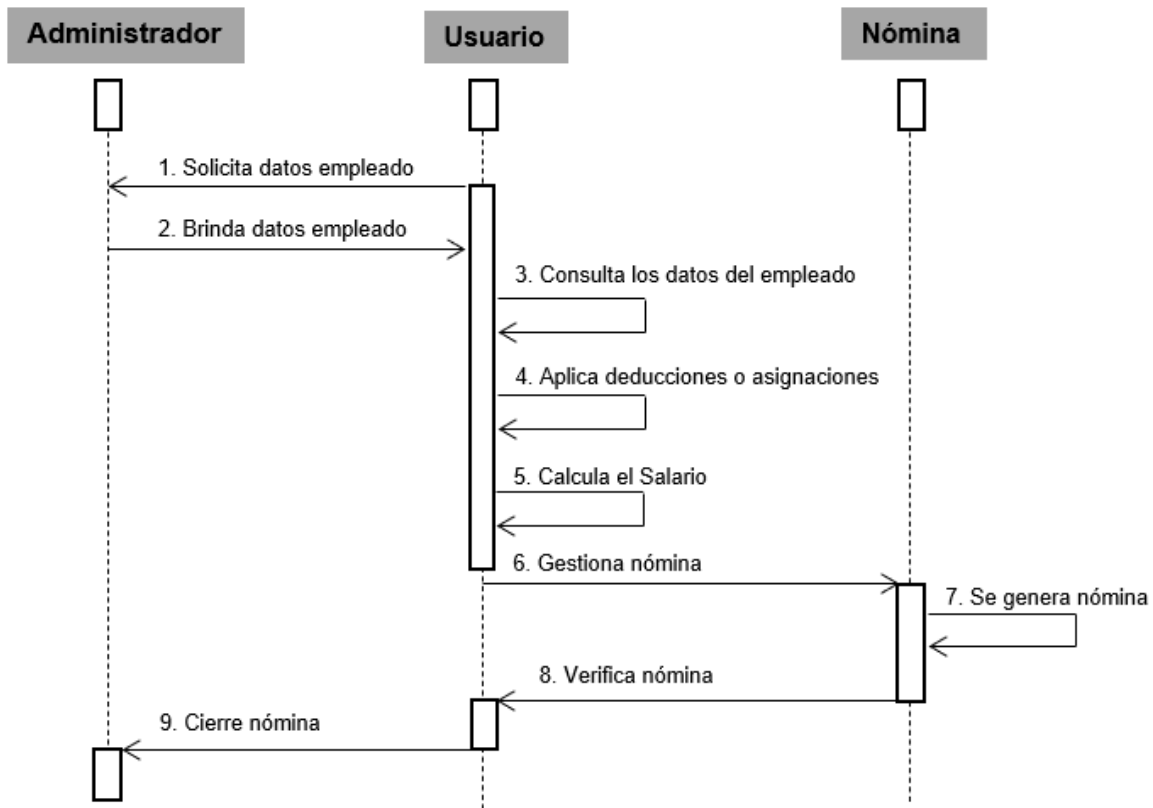 Administrador
Usuario
Nómina
1. Solicita datos empleado
2. Brinda datos empleado
3. Consulta los datos del empleado
4. Aplica deducciones o asignaciones
5. Calcula el Salario
6. Gestiona nómina
7. Se genera nómina
8. Verifica nómina
9. Cierre nómina